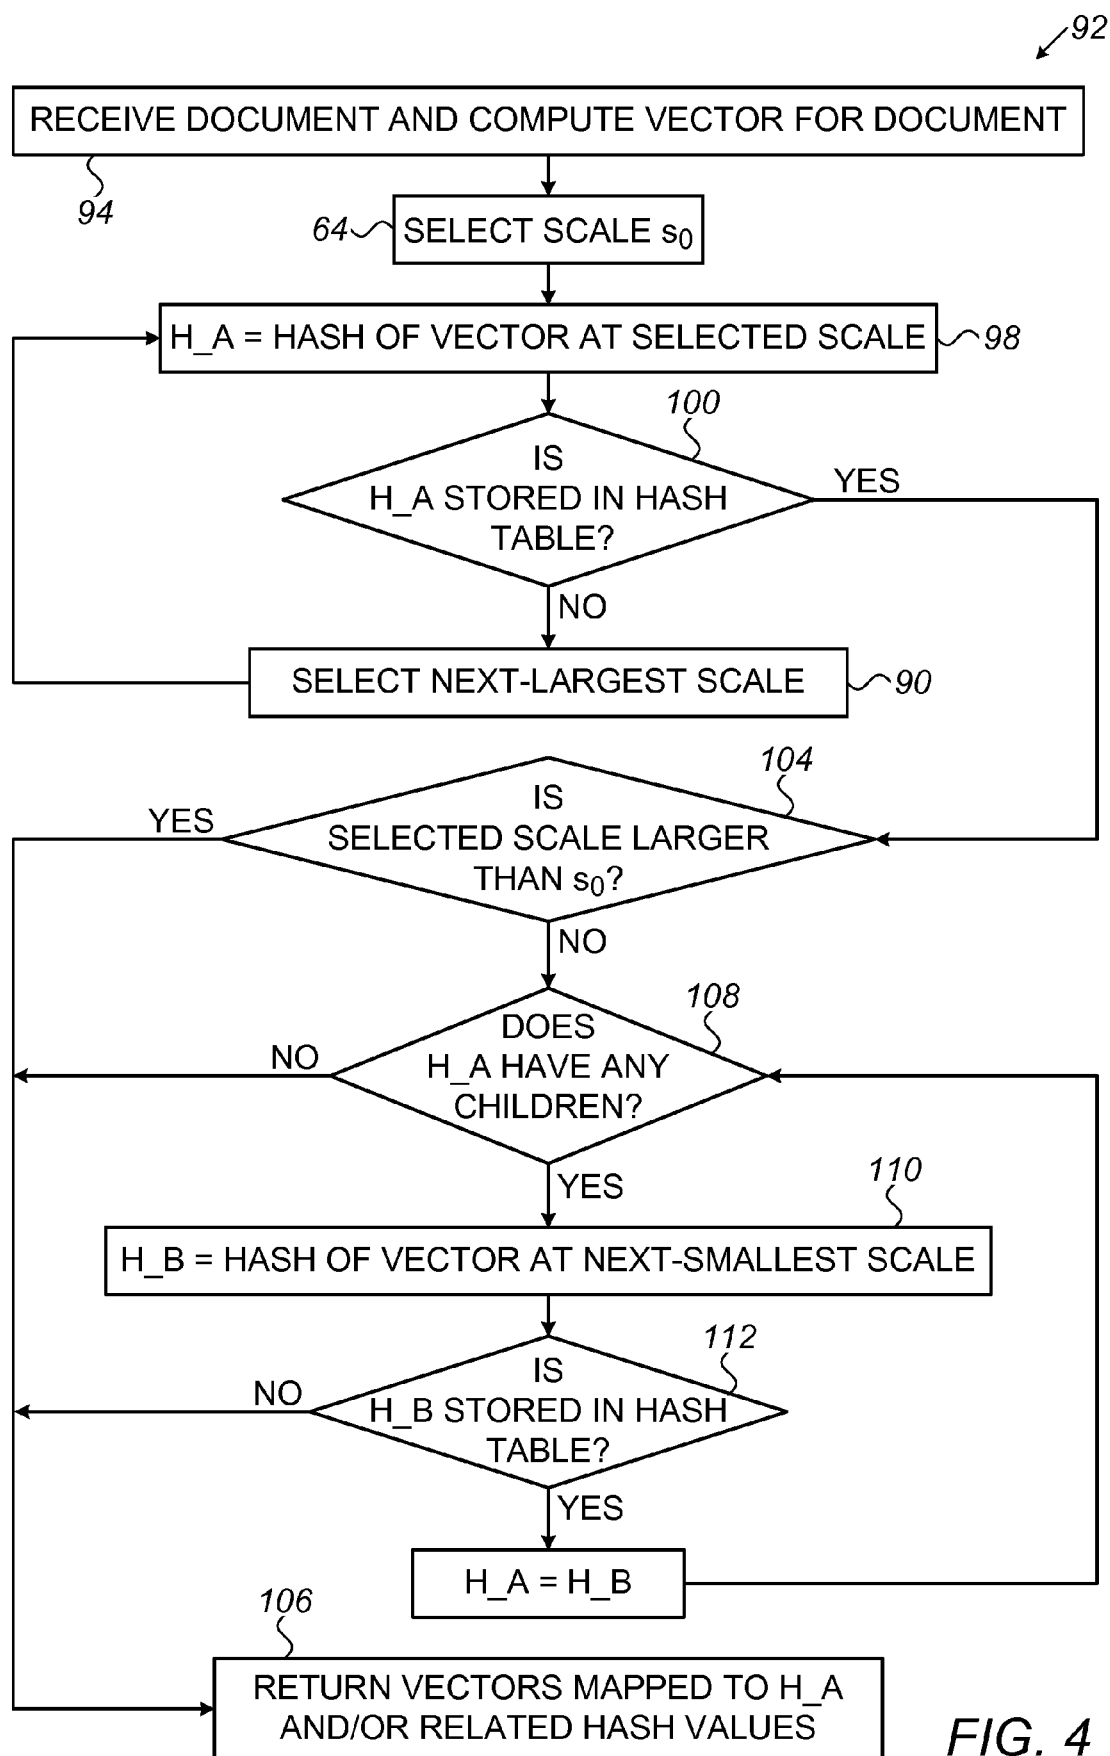 92
RECEIVE DOCUMENT AND COMPUTE VECTOR FOR DOCUMENT
94
64
SELECT SCALE s0
H_A = HASH OF VECTOR AT SELECTED SCALE
98
100
IS
H_A STORED IN HASH
TABLE?
YES
NO
SELECT NEXT-LARGEST SCALE
90
104
IS
SELECTED SCALE LARGER
THAN s0?
YES
NO
108
DOES
H_A HAVE ANY
CHILDREN?
NO
YES
110
H_B = HASH OF VECTOR AT NEXT-SMALLEST SCALE
112
IS
H_B STORED IN HASH
TABLE?
NO
YES
H_A = H_B
106
RETURN VECTORS MAPPED TO H_A
AND/OR RELATED HASH VALUES
FIG. 4